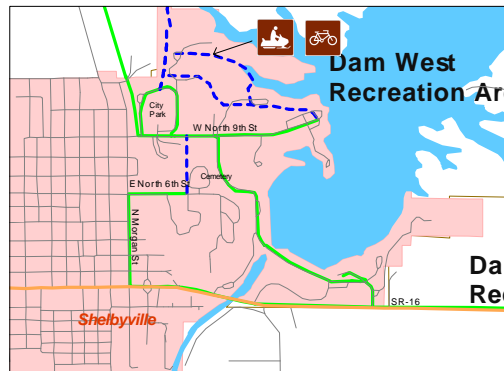 Dam West
Recreation Ar
City
Park
W North 9th St
Cemetery
E North 6th S
N Morgan St
Da
Rec
SR-16
Shelbyville